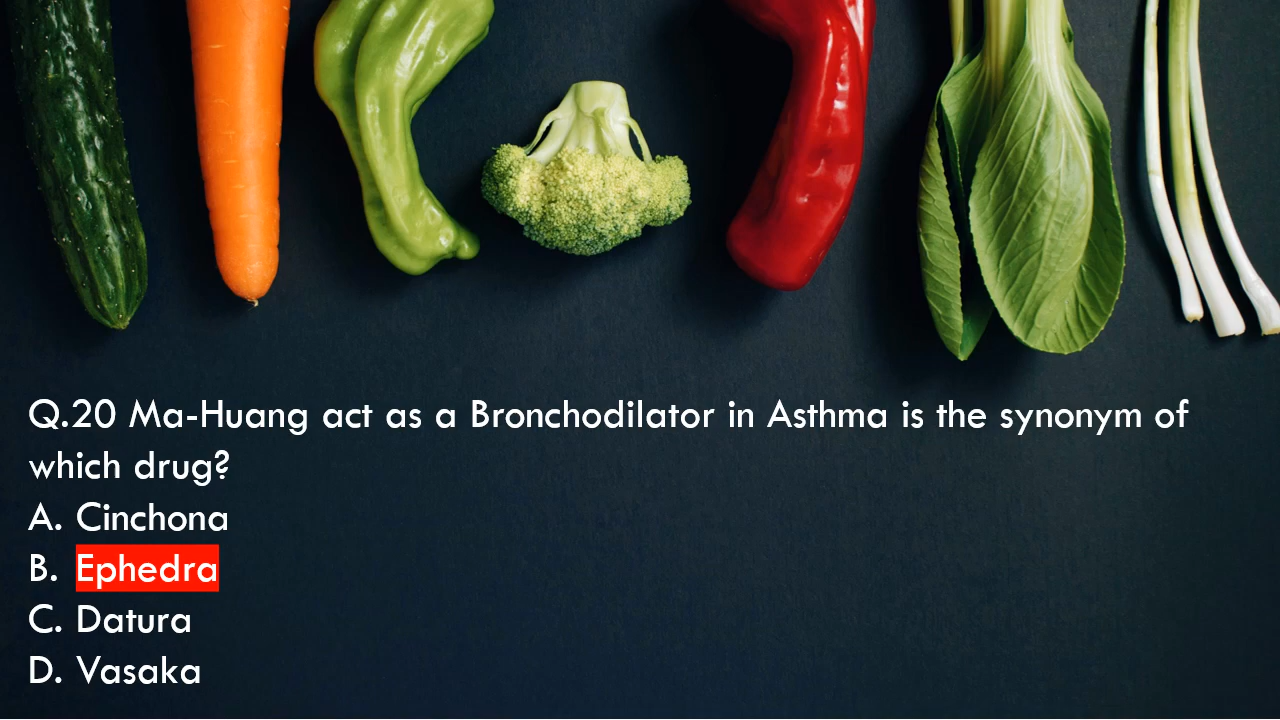 Q.20 Ma-Huang act as a Bronchodilator in Asthma is the synonym of
which drug?
A. Cinchona
B. Ephedra
C. Datura
D. Vasaka